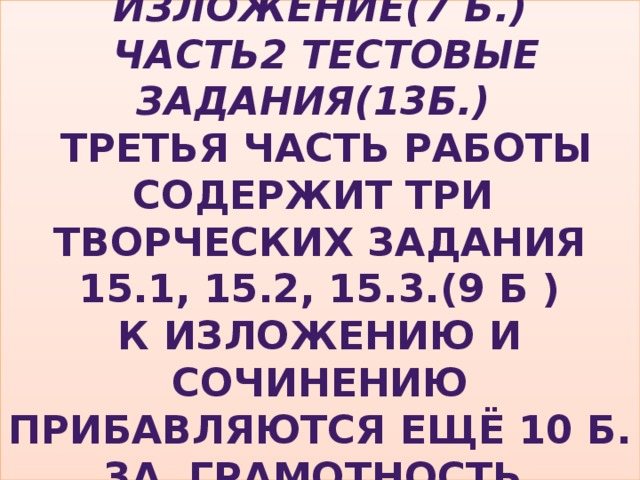 ИЗЛОЖЕНИЕ(7 Б.)
ЧАСТЬ2 ТЕСТОВЫЕ
ЗАДАНИЯ(13Б.)
ТРЕТЬЯ ЧАСТЬ РАБОТЫ
СОДЕРЖИТ ТРИ
ТВОРЧЕСКИХ ЗАДАНИЯ
15.1, 15.2, 15.3.(9 Б )
К ИЗЛОЖЕНИЮ И
СОЧИНЕНИЮ
ПРИБАВЛЯЮТСЯ ЕЩЁ 10 Б.
ЗА ГРАМОТНОСТЬ